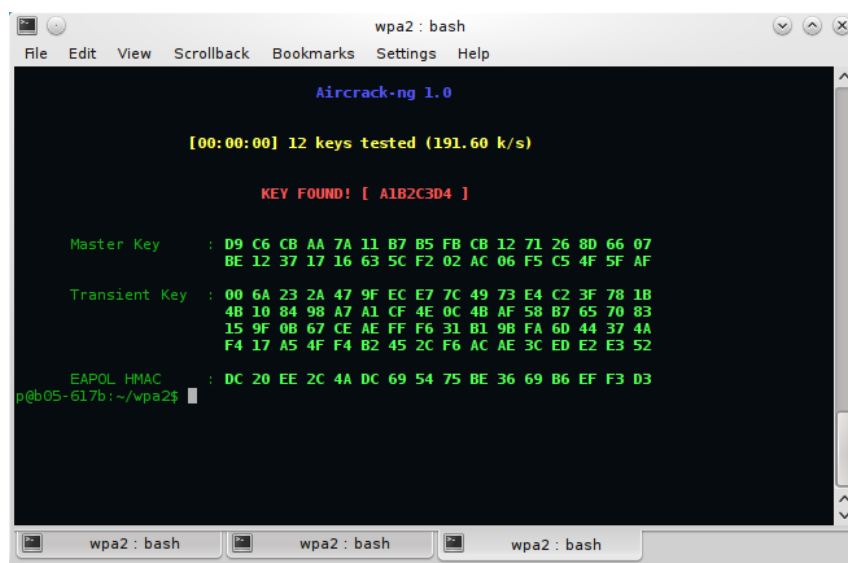 wpa2 : bash
File Edit View Scrollback Bookmarks Settings Help
Aircrack-ng 1.0
[00:00:00] 12 keys tested (191.60 k/s)
KEY FOUND! [ A1B2C3D4 ]
Master Key : D9 C6 CB AA 7A 11 B7 B5 FB CB 12 71 26 8D 66 07
BE 12 37 17 16 63 5C F2 02 AC 06 F5 C5 4F 5F AF
Transient Key : 00 6A 23 2A 47 9F EC E7 7C 49 73 E4 C2 3F 78 1B
4B 10 84 98 A7 A1 CF 4E 0C 4B AF 58 B7 65 70 83
15 9F 0B 67 CE AE FF F6 31 B1 9B FA 6D 44 37 4A
F4 17 A5 4F F4 B2 45 2C F6 AC AE 3C ED E2 E3 52
EAPOL HMAC : DC 20 EE 2C 4A DC 69 54 75 BE 36 69 B6 EF F3 D3
p@b05-617b:~/wpa2$
wpa2 : bash wpa2 : bash wpa2 : bash